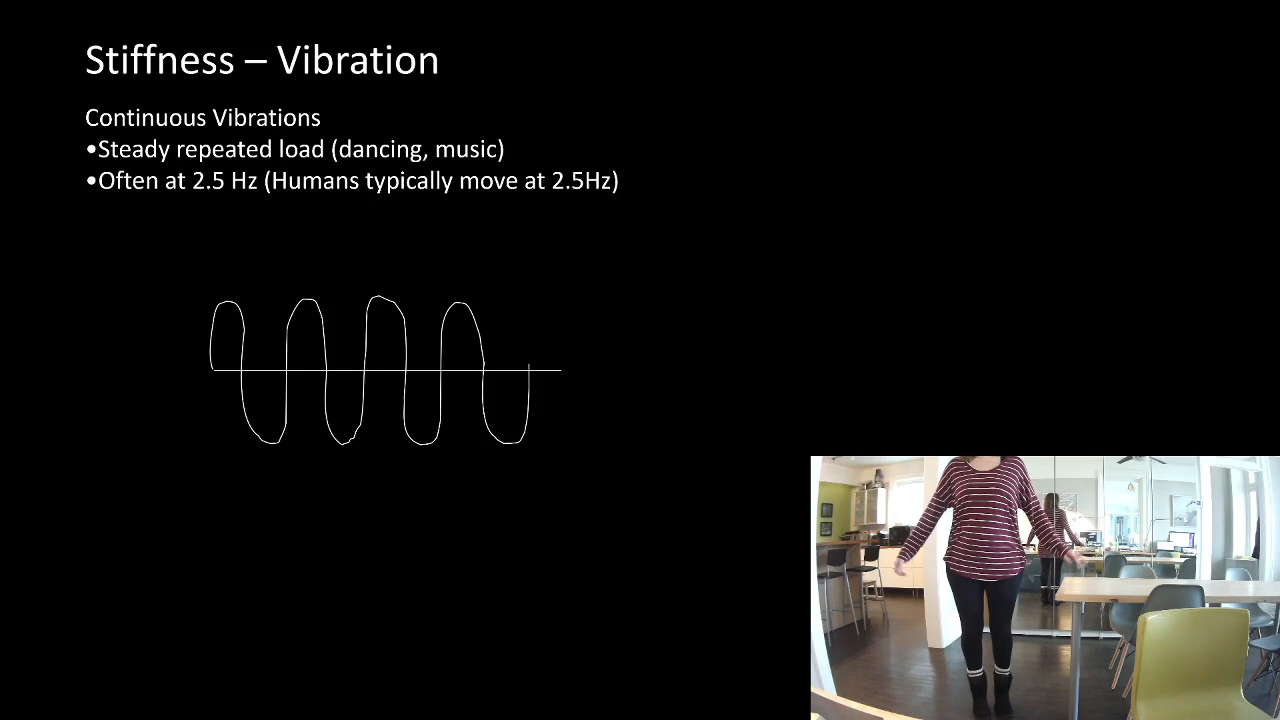 Stiffness – Vibration
Continuous Vibrations
•Steady repeated load (dancing, music)
•Often at 2.5 Hz (Humans typically move at 2.5Hz)